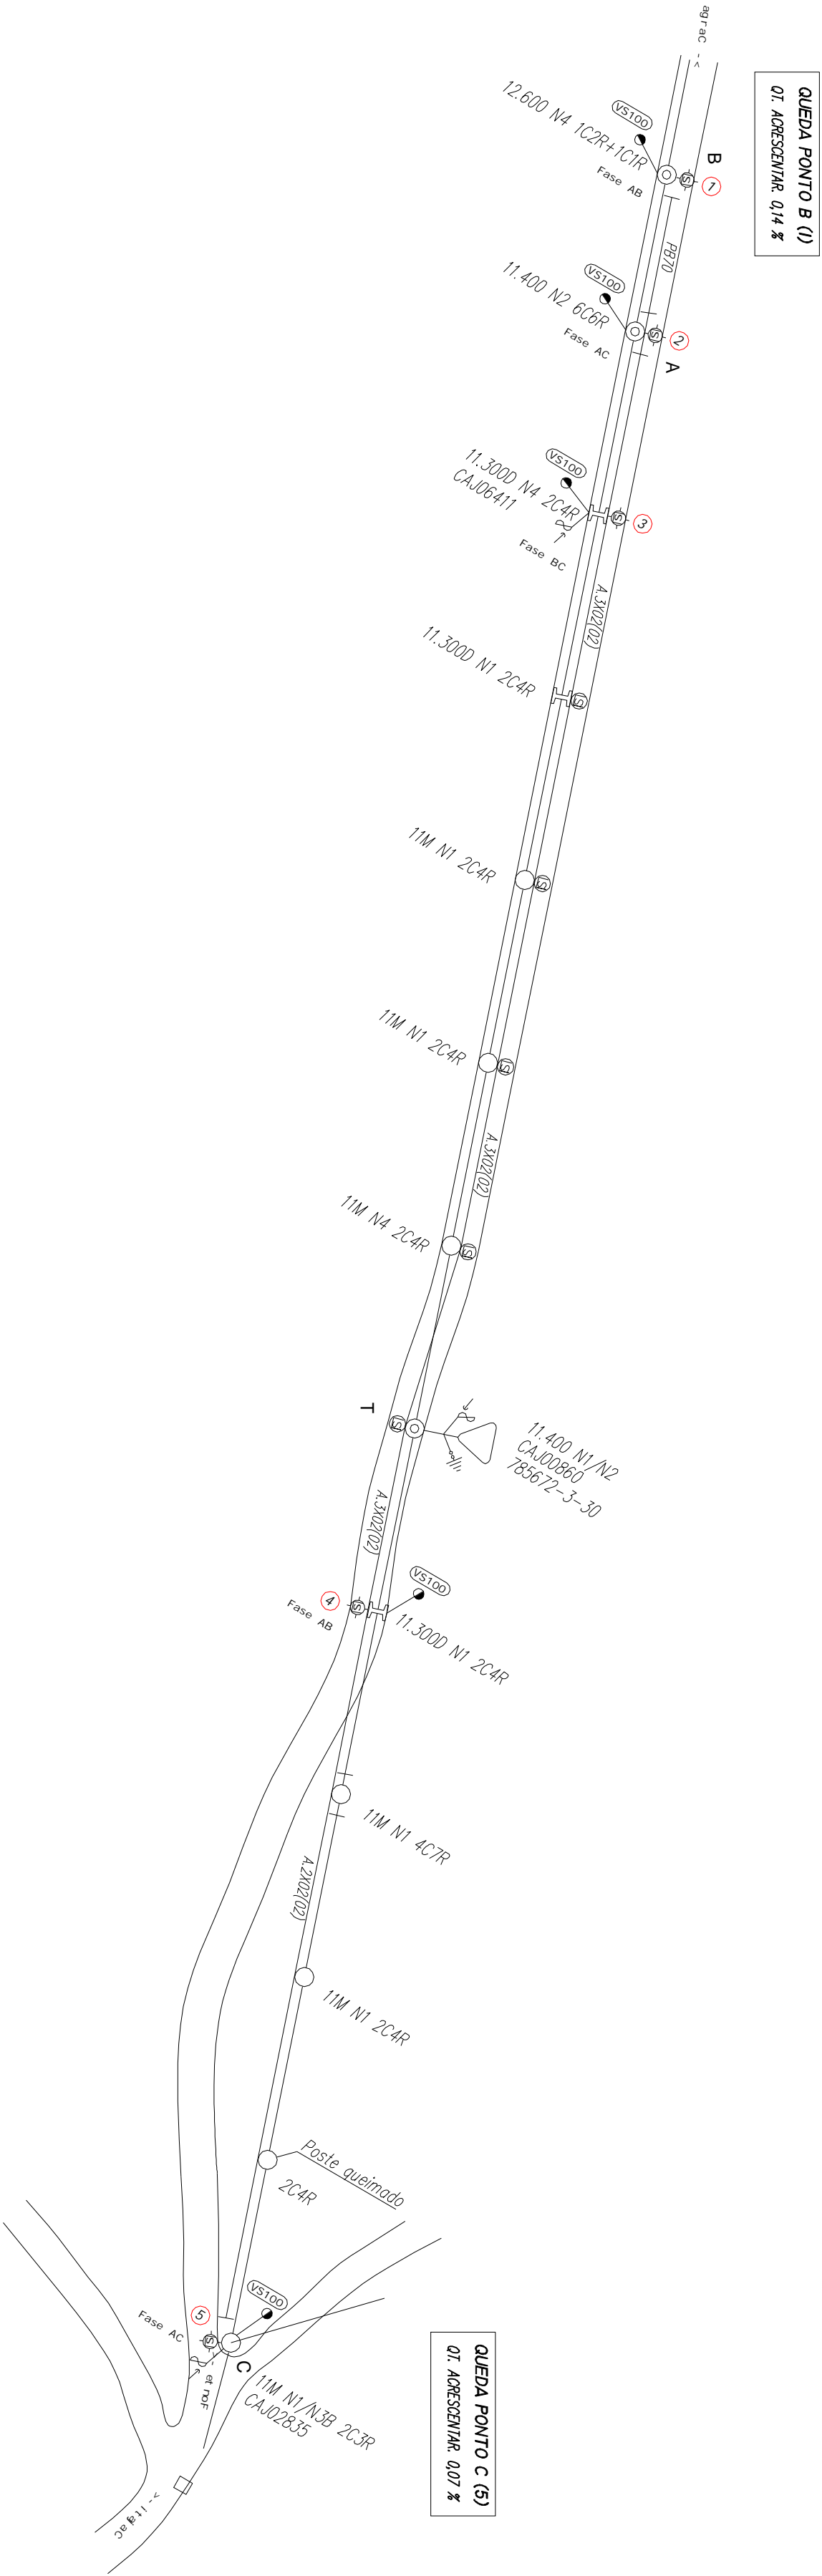 agraC -<
QUEDA PONTO B (I)
QT. ACRESCENTAR. 0,14 %
VS100
12.600 N4 1C2R+1C1R
Fase AB
B
1
PB70
VS100
11.400 N2 6C6R
Fase AC
2
A
VS100
11.300D N4 2C4R
CAJ06411
Fase BC
3
A.3X02(02)
11.300D N1 2C4R
11M N1 2C4R
11M N1 2C4R
A.3X02(02)
11M N4 2C4R
T
11.400 N1/N2
CAJ00860
785672-3-30
A.3X02(02)
VS100
4
Fase AB
11.300D N1 2C4R
11M N1 4C7R
A.2X02(02)
11M N1 2C4R
Poste queimado
2C4R
VS100
5
Fase AC
C
et noF
11M N1/N3B 2C3R
CAJ02835
QUEDA PONTO C (5)
QT. ACRESCENTAR. 0,07 %
>- ItajaC